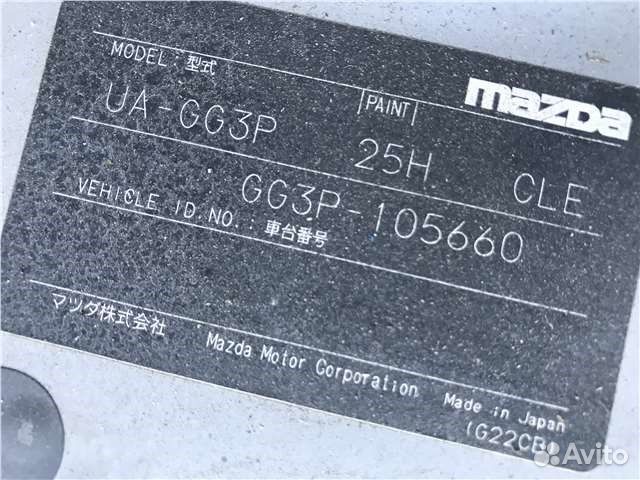 MODEL : 型式
mazda
UA-GG3P
PAINT
25H
CLE
VEHICLE ID.NO. : 車台番号
GG3P-105660
マツダ株式会社
Mazda Motor Corporation
Made in Japan
(G22CB)
Avito